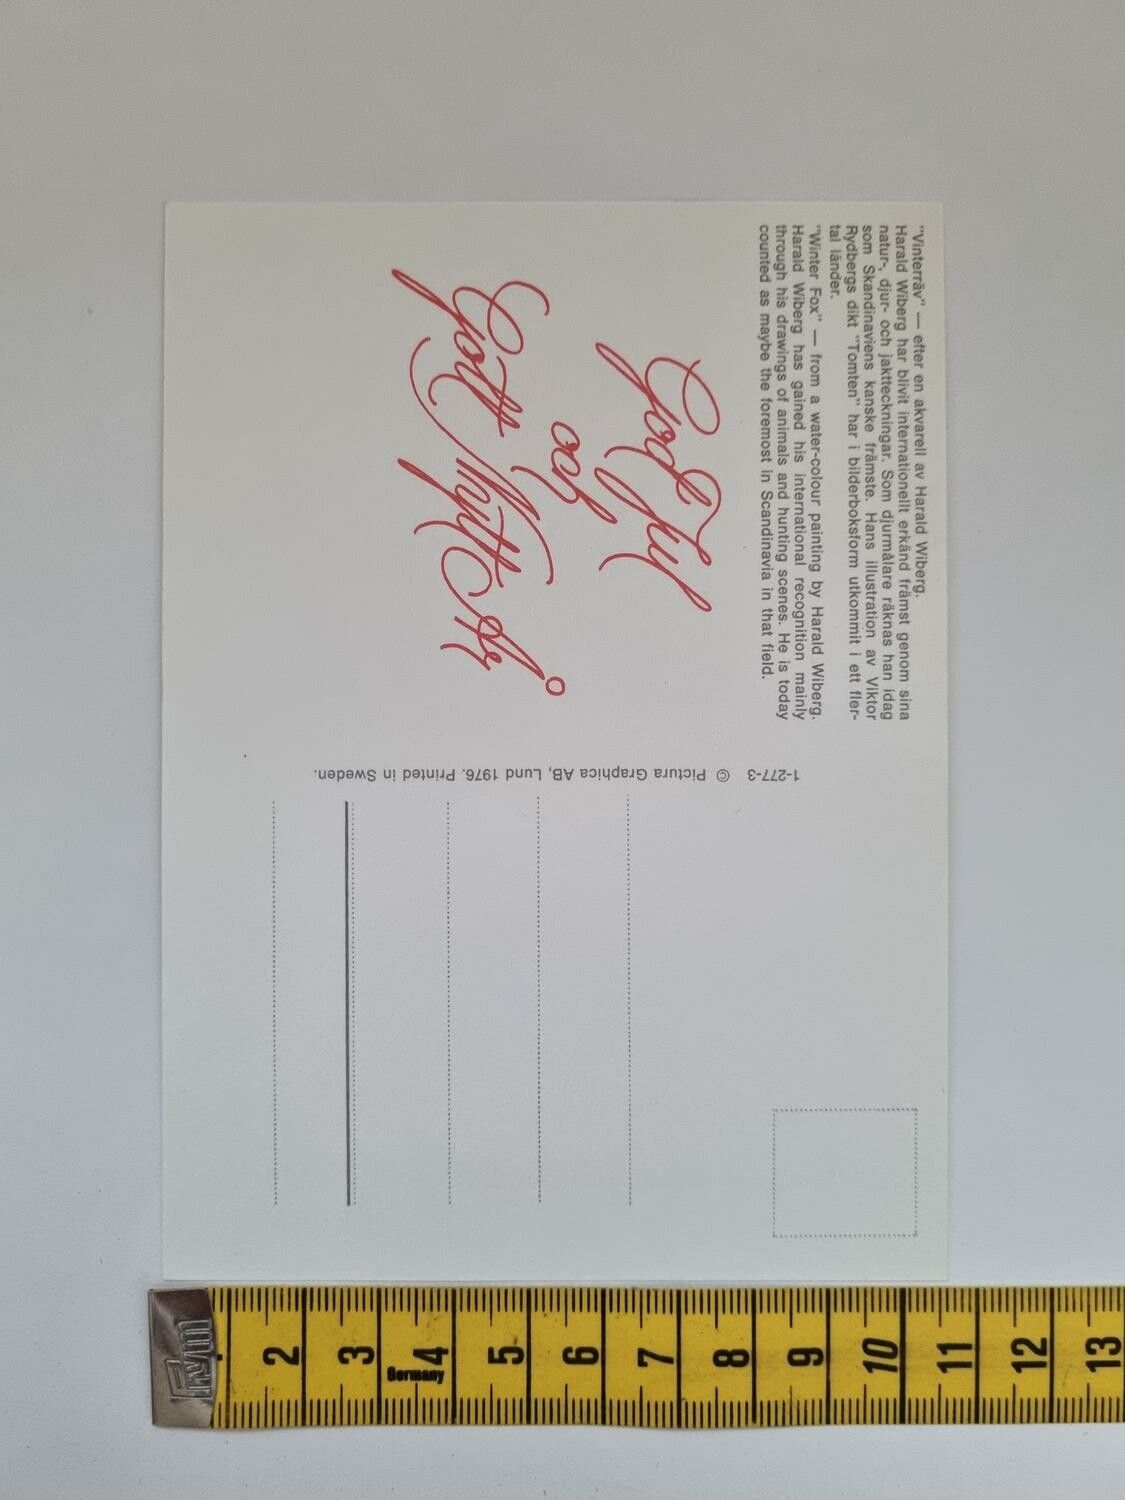 "Vinterräv" — efter en akvarell av Harald Wiberg.
Harald Wiberg har blivit internationellt erkänd främst genom sina
natur-, djur- och jaktteckningar. Som djurmålare räknas han idag
som Skandinaviens kanske främste. Hans illustration av Viktor
Rydbergs dikt "Tomten" har i bilderboksform utkommit i ett fler-
tal länder.
"Winter Fox" — from a water-colour painting by Harald Wiberg.
Harald Wiberg has gained his international recognition mainly
through his drawings of animals and hunting scenes. He is today
counted as maybe the foremost in Scandinavia in that field.
God Jul
och
Gott Nytt År
1-277-3 © Pictura Graphica AB, Lund 1976. Printed in Sweden.
Prym
2 3 4 5 6 7 8 9 10 11 12 13
Germany